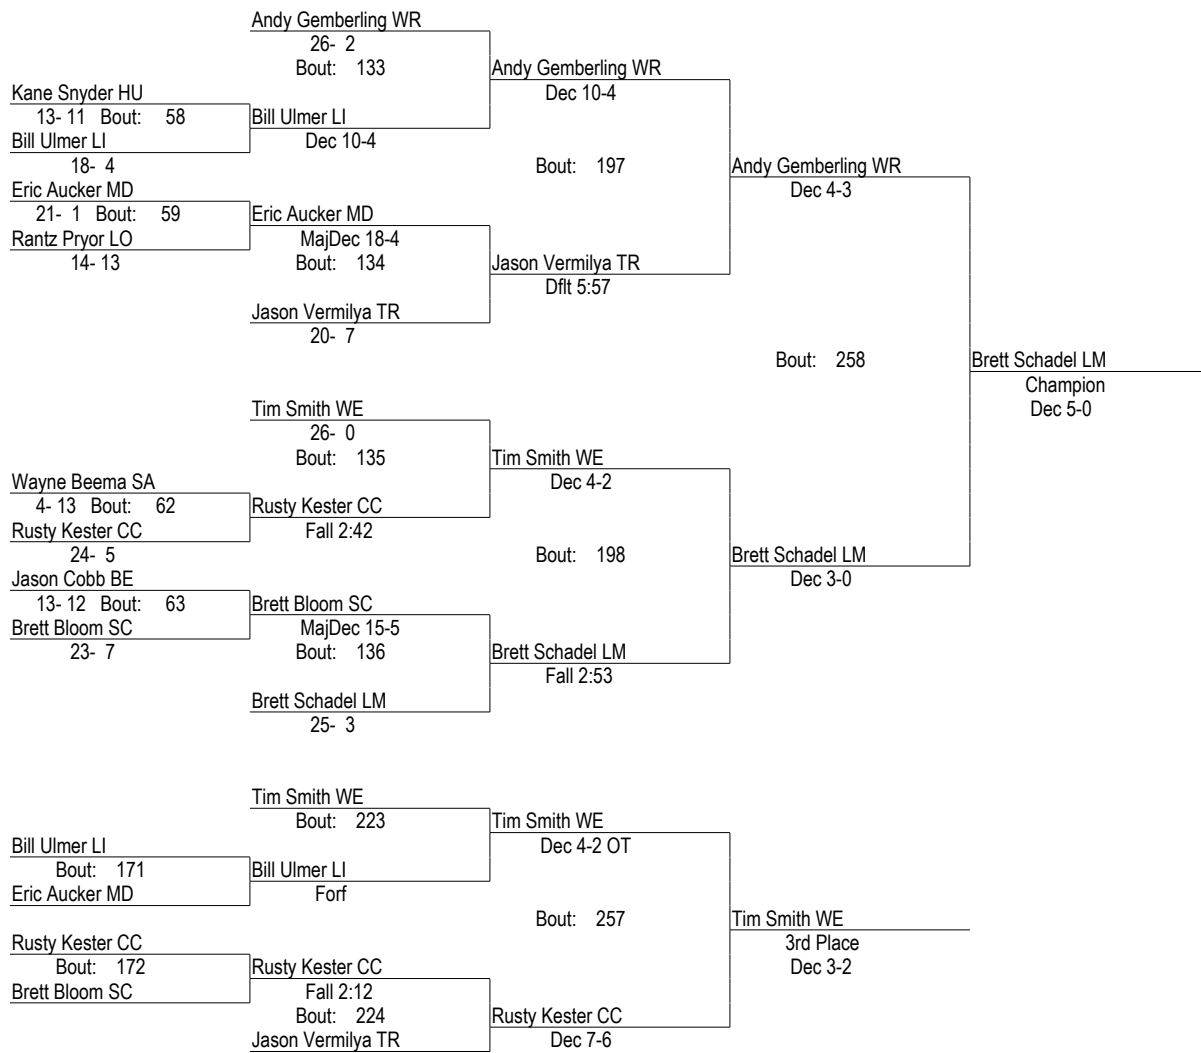 Andy Gemberling WR
26- 2
Bout: 133
Andy Gemberling WR
Dec 10-4
Kane Snyder HU
13- 11 Bout: 58
Bill Ulmer LI
Dec 10-4
Bill Ulmer LI
18- 4
Bout: 197
Andy Gemberling WR
Dec 4-3
Eric Aucker MD
21- 1 Bout: 59
Eric Aucker MD
MajDec 18-4
Rantz Pryor LO
14- 13
Bout: 134
Jason Vermilya TR
Dflt 5:57
Jason Vermilya TR
20- 7
Bout: 258
Brett Schadel LM
Champion
Dec 5-0
Tim Smith WE
26- 0
Bout: 135
Tim Smith WE
Dec 4-2
Wayne Beema SA
4- 13 Bout: 62
Rusty Kester CC
Fall 2:42
Rusty Kester CC
24- 5
Bout: 198
Brett Schadel LM
Dec 3-0
Jason Cobb BE
13- 12 Bout: 63
Brett Bloom SC
MajDec 15-5
Brett Bloom SC
23- 7
Bout: 136
Brett Schadel LM
Fall 2:53
Brett Schadel LM
25- 3
Tim Smith WE
Bout: 223
Tim Smith WE
Dec 4-2 OT
Bill Ulmer LI
Bout: 171
Bill Ulmer LI
Forf
Eric Aucker MD
Bout: 257
Tim Smith WE
3rd Place
Dec 3-2
Rusty Kester CC
Bout: 172
Rusty Kester CC
Fall 2:12
Brett Bloom SC
Bout: 224
Rusty Kester CC
Dec 7-6
Jason Vermilya TR